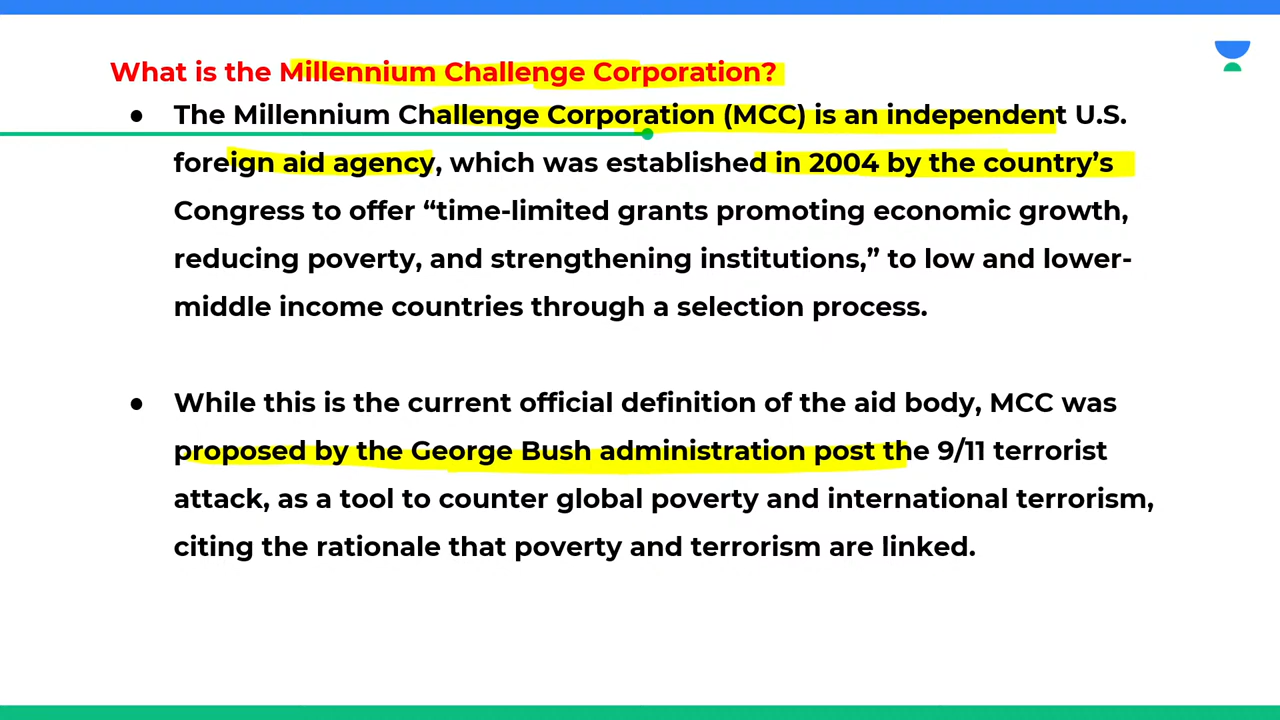 What is the Millennium Challenge Corporation?
● The Millennium Challenge Corporation (MCC) is an independent U.S.
foreign aid agency, which was established in 2004 by the country’s
Congress to offer “time-limited grants promoting economic growth,
reducing poverty, and strengthening institutions,” to low and lower-
middle income countries through a selection process.
● While this is the current official definition of the aid body, MCC was
proposed by the George Bush administration post the 9/11 terrorist
attack, as a tool to counter global poverty and international terrorism,
citing the rationale that poverty and terrorism are linked.